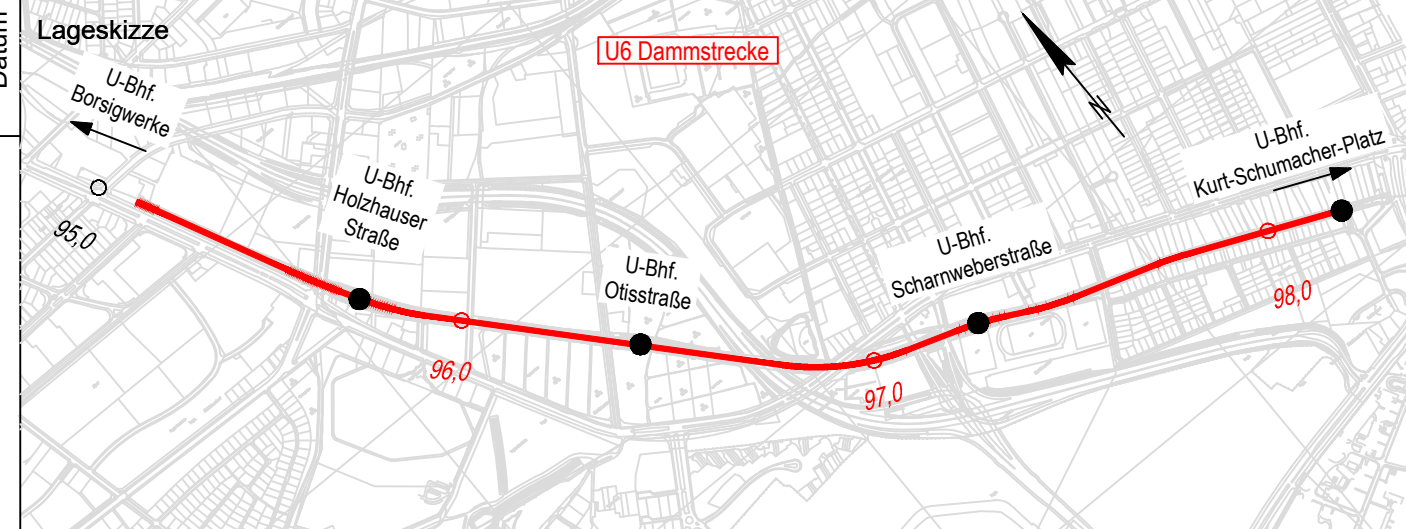 Datum
Lageskizze
U6 Dammstrecke
U-Bhf.
Borsigwerke
N
U-Bhf.
Kurt-Schumacher-Platz
U-Bhf.
Holzhauser
Straße
95,0
U-Bhf.
Scharnweberstraße
U-Bhf.
Otisstraße
98,0
96,0
97,0